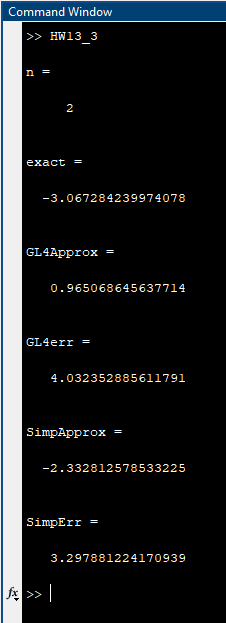 Command Window
>> HW13_3
n =
2
exact =
-3.067284239974078
GL4Approx =
0.965068645637714
GL4err =
4.032352885611791
SimpApprox =
-2.332812578533225
SimpErr =
3.297881224170939
fx >>